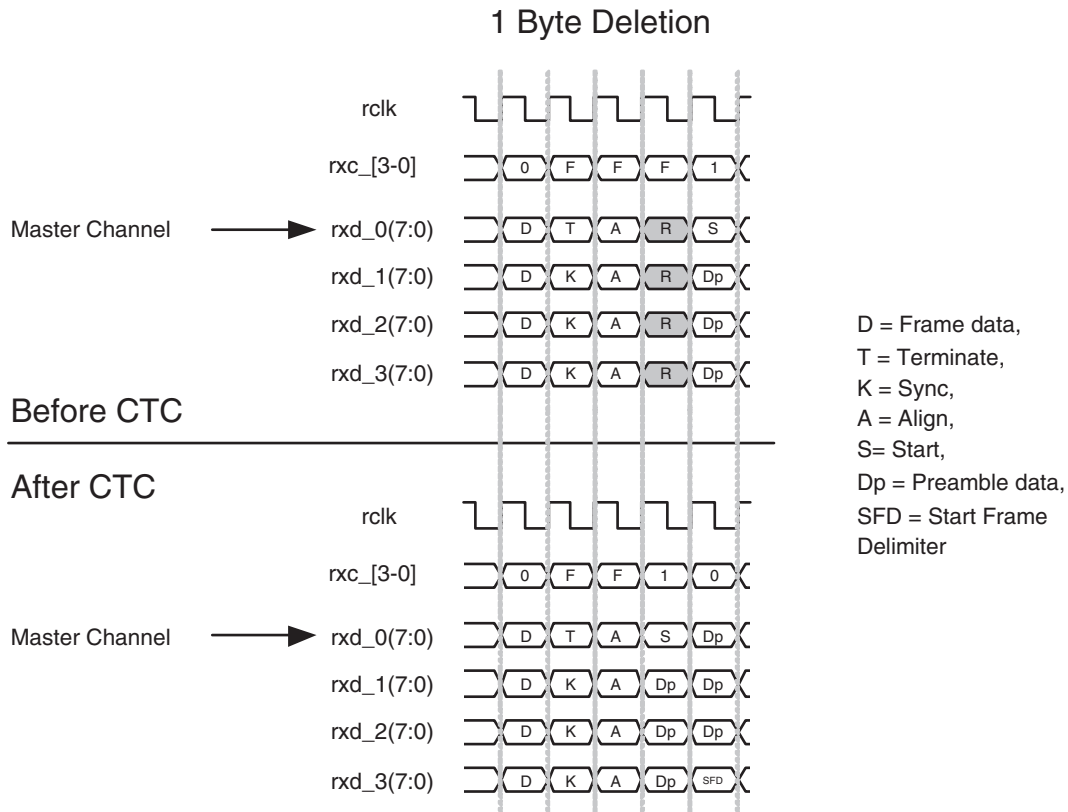 1 Byte Deletion
rclk
rxc_[3-0] 0 F F F 1
Master Channel rxd_0(7:0) D T A R S
rxd_1(7:0) D K A R Dp
rxd_2(7:0) D K A R Dp
rxd_3(7:0) D K A R Dp
Before CTC
After CTC
rclk
rxc_[3-0] 0 F F 1 0
Master Channel rxd_0(7:0) D T A S Dp
rxd_1(7:0) D K A Dp Dp
rxd_2(7:0) D K A Dp Dp
rxd_3(7:0) D K A Dp SFD
D = Frame data,
T = Terminate,
K = Sync,
A = Align,
S= Start,
Dp = Preamble data,
SFD = Start Frame
Delimiter